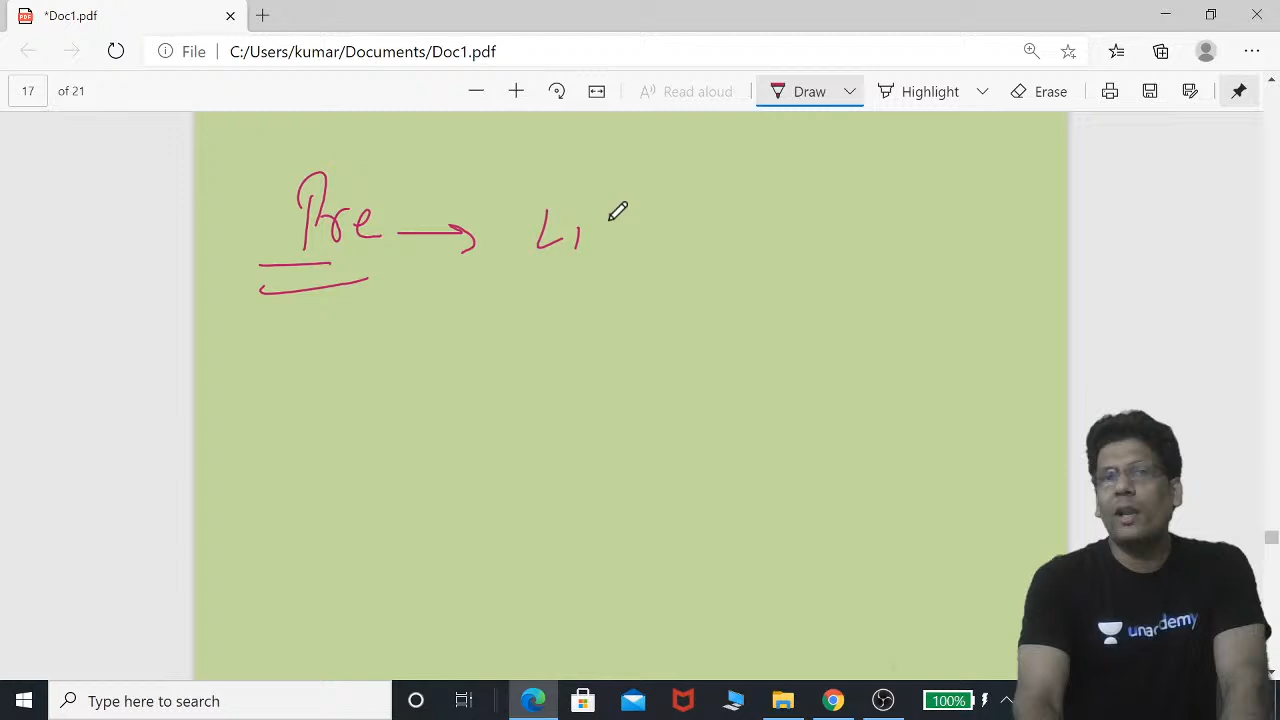 *Doc1.pdf
File C:/Users/kumar/Documents/Doc1.pdf
17 of 21 Read aloud Draw Highlight Erase
Pre → Li
unacademy
Type here to search 100%